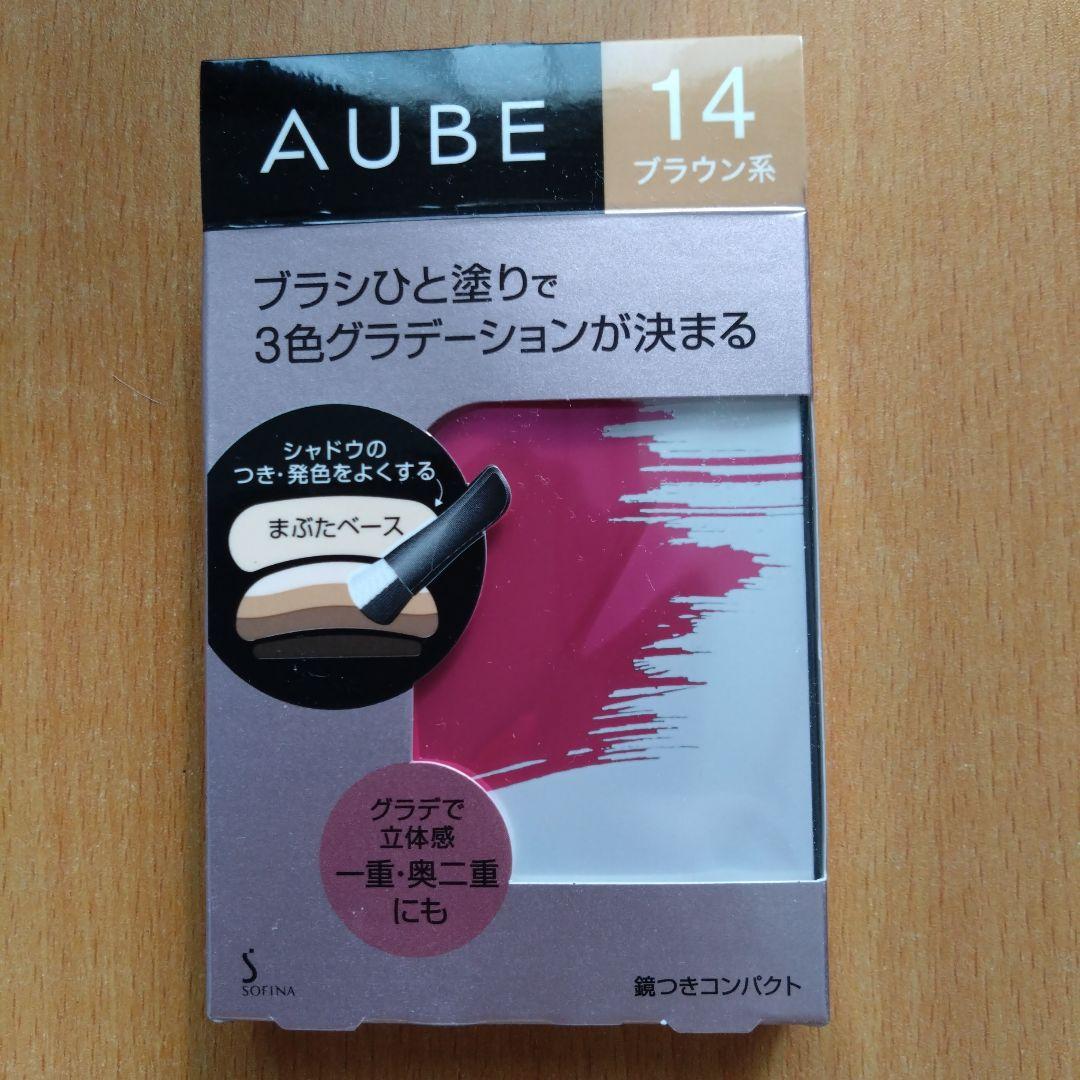 AUBE
14
ブラウン系
ブラシひと塗りで
3色グラデーションが決まる
シャドウの
つき・発色をよくする
まぶたベース
グラデで
立体感
一重・奥二重
にも
SOFINA
鏡つきコンパクト